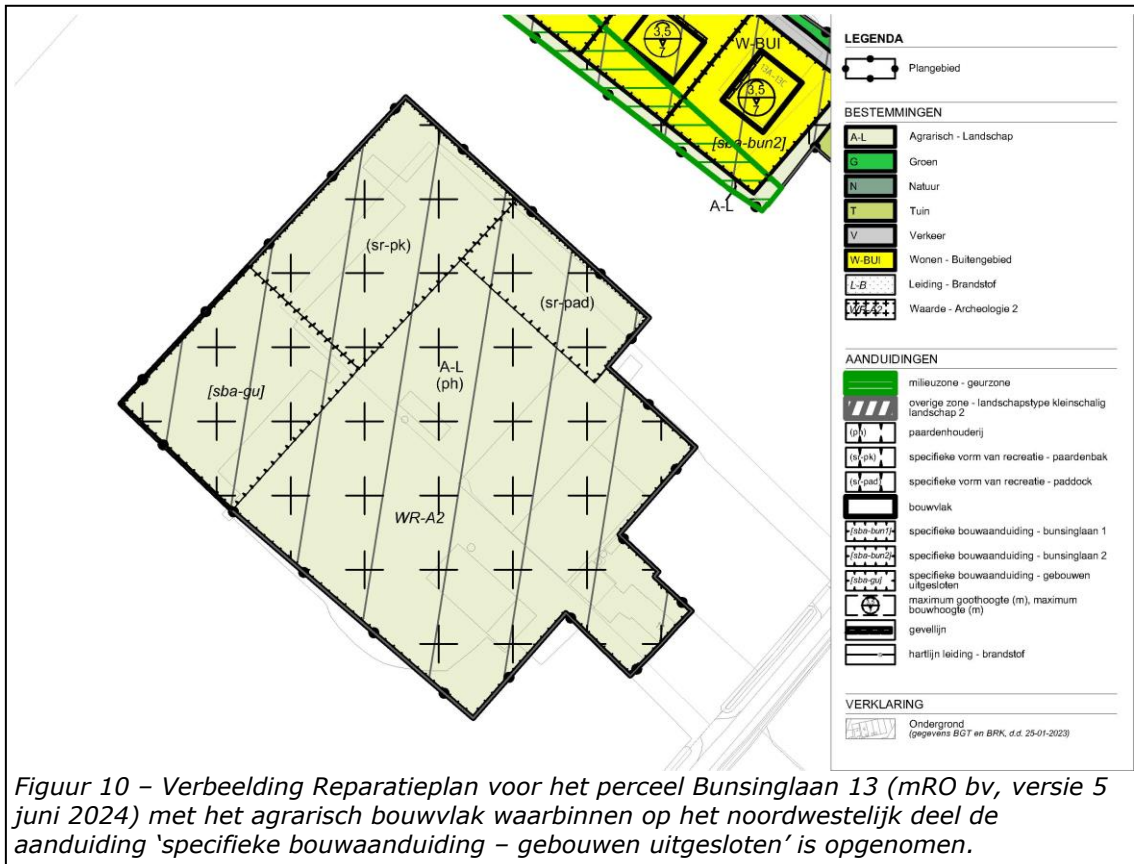 W-BUI
3,5
7
13A-13C
3,5
7
[sba-bun2]
A-L
(sr-pk)
(sr-pad)
A-L
(ph)
[sba-gu]
WR-A2
LEGENDA
Plangebied
BESTEMMINGEN
A-L Agrarisch - Landschap
G Groen
N Natuur
T Tuin
V Verkeer
W-BUI Wonen - Buitengebied
L-B Leiding - Brandstof
WR-A2 Waarde - Archeologie 2
AANDUIDINGEN
milieuzone - geurzone
overige zone - landschapstype kleinschalig
landschap 2
(ph) paardenhouderij
(sr-pk) specifieke vorm van recreatie - paardenbak
(sr-pad) specifieke vorm van recreatie - paddock
bouwvlak
[sba-bun1] specifieke bouwaanduiding - bunsinglaan 1
[sba-bun2] specifieke bouwaanduiding - bunsinglaan 2
[sba-gu] specifieke bouwaanduiding - gebouwen
uitgesloten
maximum goothoogte (m), maximum
bouwhoogte (m)
gevellijn
hartlijn leiding - brandstof
VERKLARING
Ondergrond
(gegevens BGT en BRK, d.d. 25-01-2023)
Figuur 10 – Verbeelding Reparatieplan voor het perceel Bunsinglaan 13 (mRO bv, versie 5
juni 2024) met het agrarisch bouwvlak waarbinnen op het noordwestelijk deel de
aanduiding ‘specifieke bouwaanduiding – gebouwen uitgesloten’ is opgenomen.